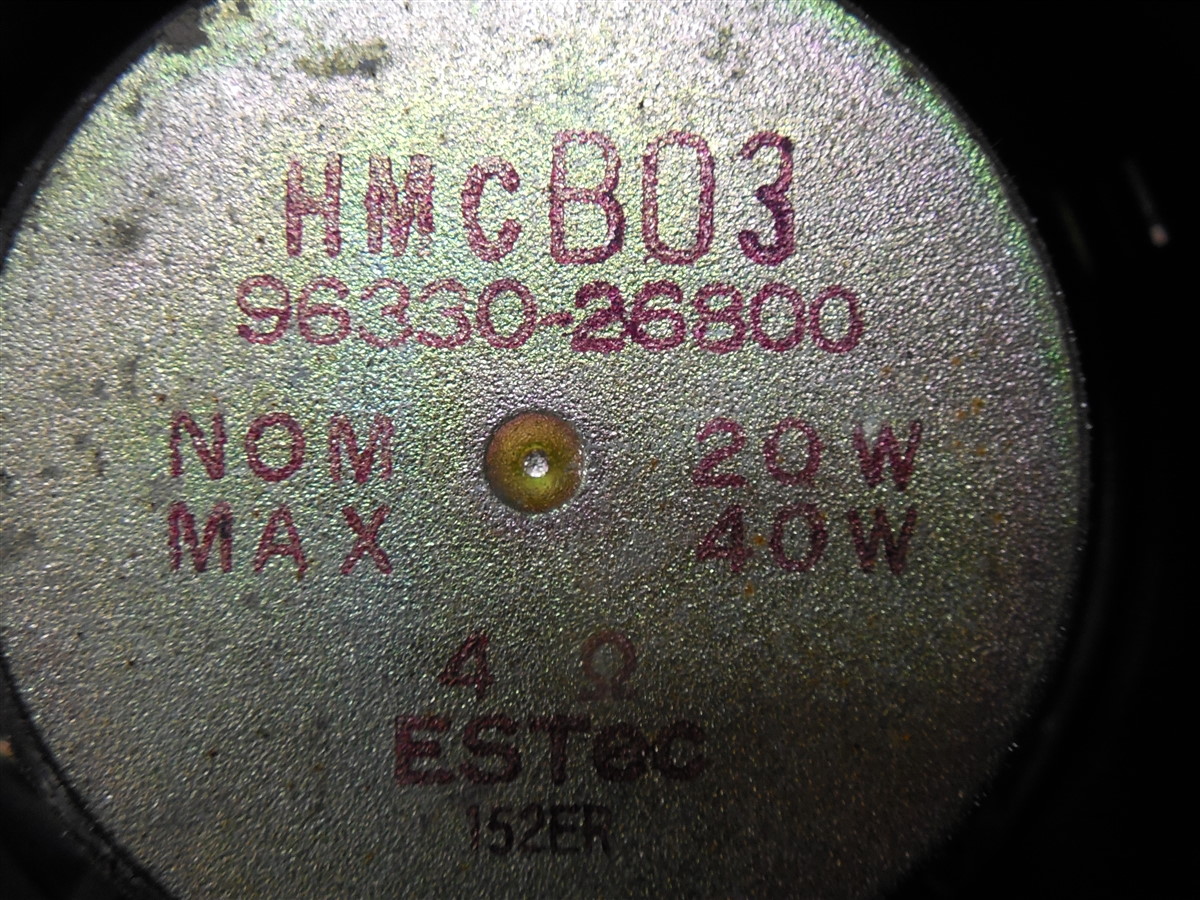 HMCB03
96330-26800
NOM 20W
MAX 40W
4 Ω
ESTec
152ER